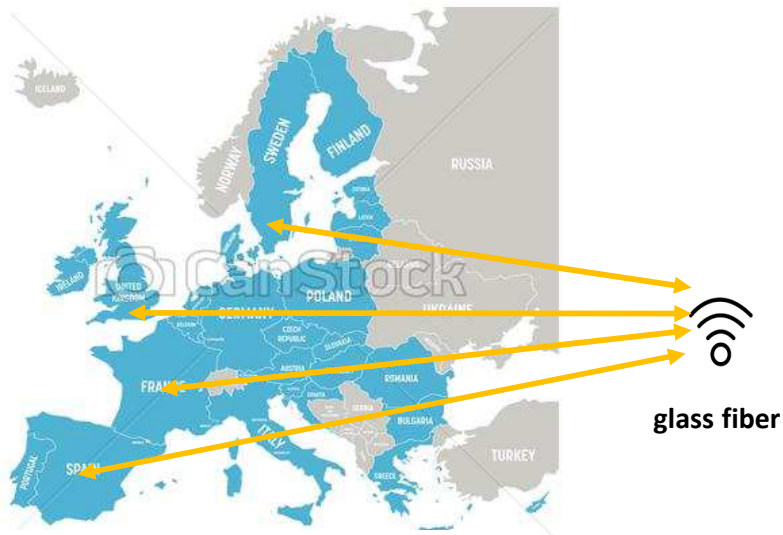 ICELAND
SWEDEN
FINLAND
NORWAY
RUSSIA
ESTONIA
LATVIA
IRELAND
UNITED
KINGDOM
CanStock
POLAND
GERMANY
UKRAINE
BELGIUM
CZECH
REPUBLIC
SLOVAKIA
AUSTRIA
FRANCE
ROMANIA
CROATIA
SERBIA
BULGARIA
ITALY
PORTUGAL
SPAIN
GREECE
TURKEY
glass fiber